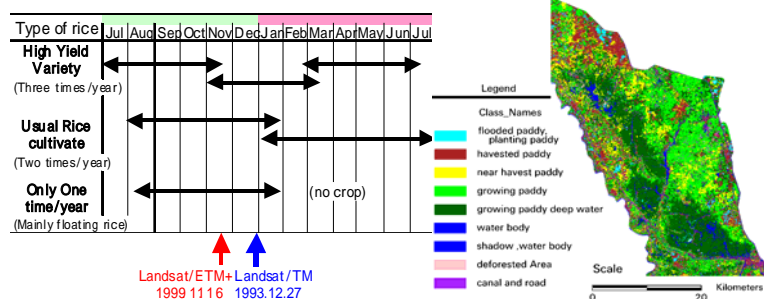 Type of rice
Jul Aug Sep Oct Nov Dec Jan Feb Mar Apr May Jun Jul
High Yield
Variety
(Three times/year)
Usual Rice
cultivate
(Two times/year)
Only One
time/year
(no crop)
(Mainly floating rice)
Landsat/ETM+
1999 11 16
Landsat/TM
1993.12.27
Legend
Class_Names
flooded paddy,
planting paddy
havested paddy
near havest paddy
growing paddy
growing paddy deep water
water body
shadow ,water body
deforested Area
canal and road
Scale
Kilometers
0 20